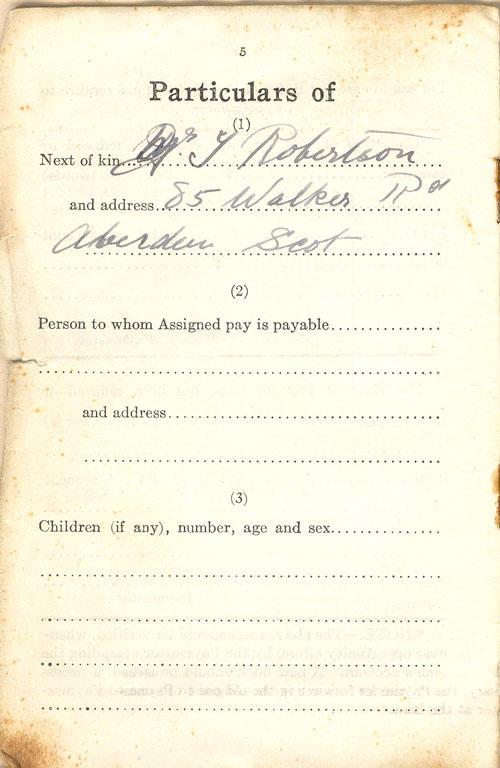 5
Particulars of
(1)
Next of kin Mrs J Robertson
and address 85 Walker Rd
Aberdeen Scot
(2)
Person to whom Assigned pay is payable
and address
(3)
Children (if any), number, age and sex